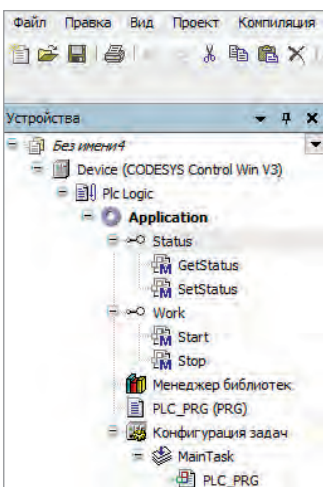 Файл Правка Вид Проект Компиляция
Устройства
Без имени4
Device (CODESYS Control Win V3)
Plc Logic
Application
Status
GetStatus
SetStatus
Work
Start
Stop
Менеджер библиотек
PLC_PRG (PRG)
Конфигурация задач
MainTask
PLC_PRG